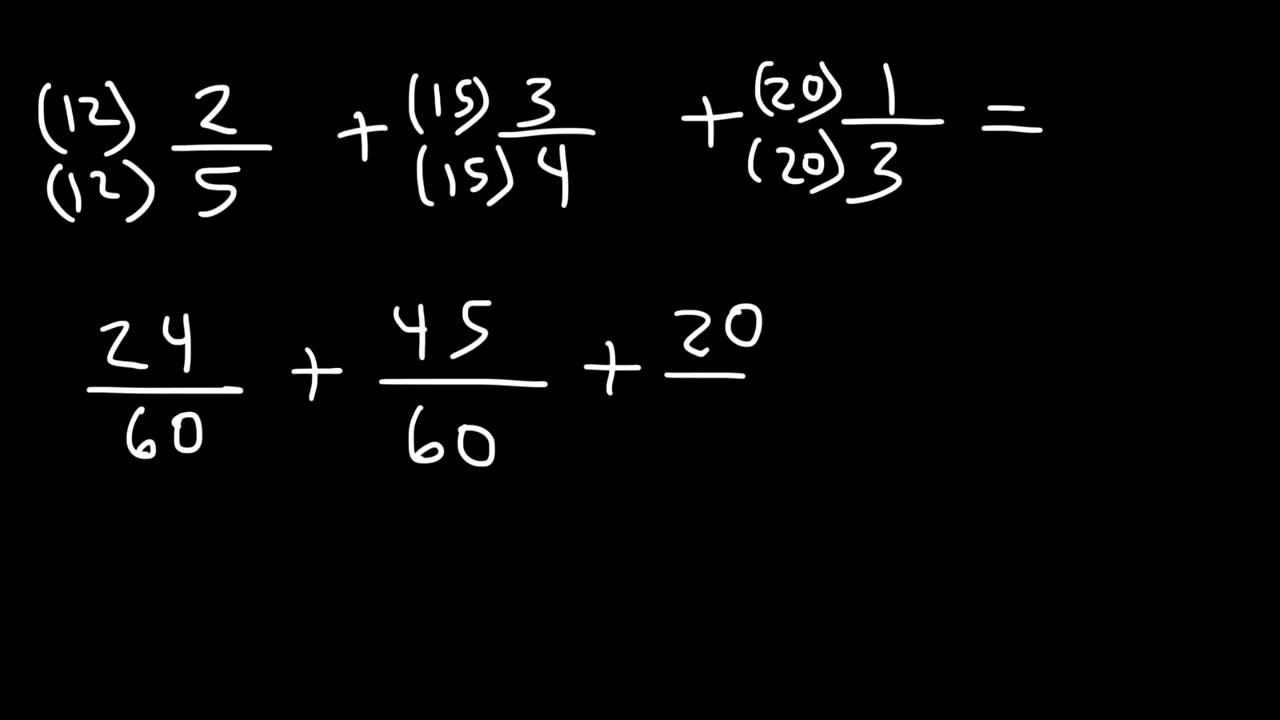 (12) 2 + (15) 3 + (20) 1 =
(12) 5 (15) 4 (20) 3
24 + 45 + 20
60 60